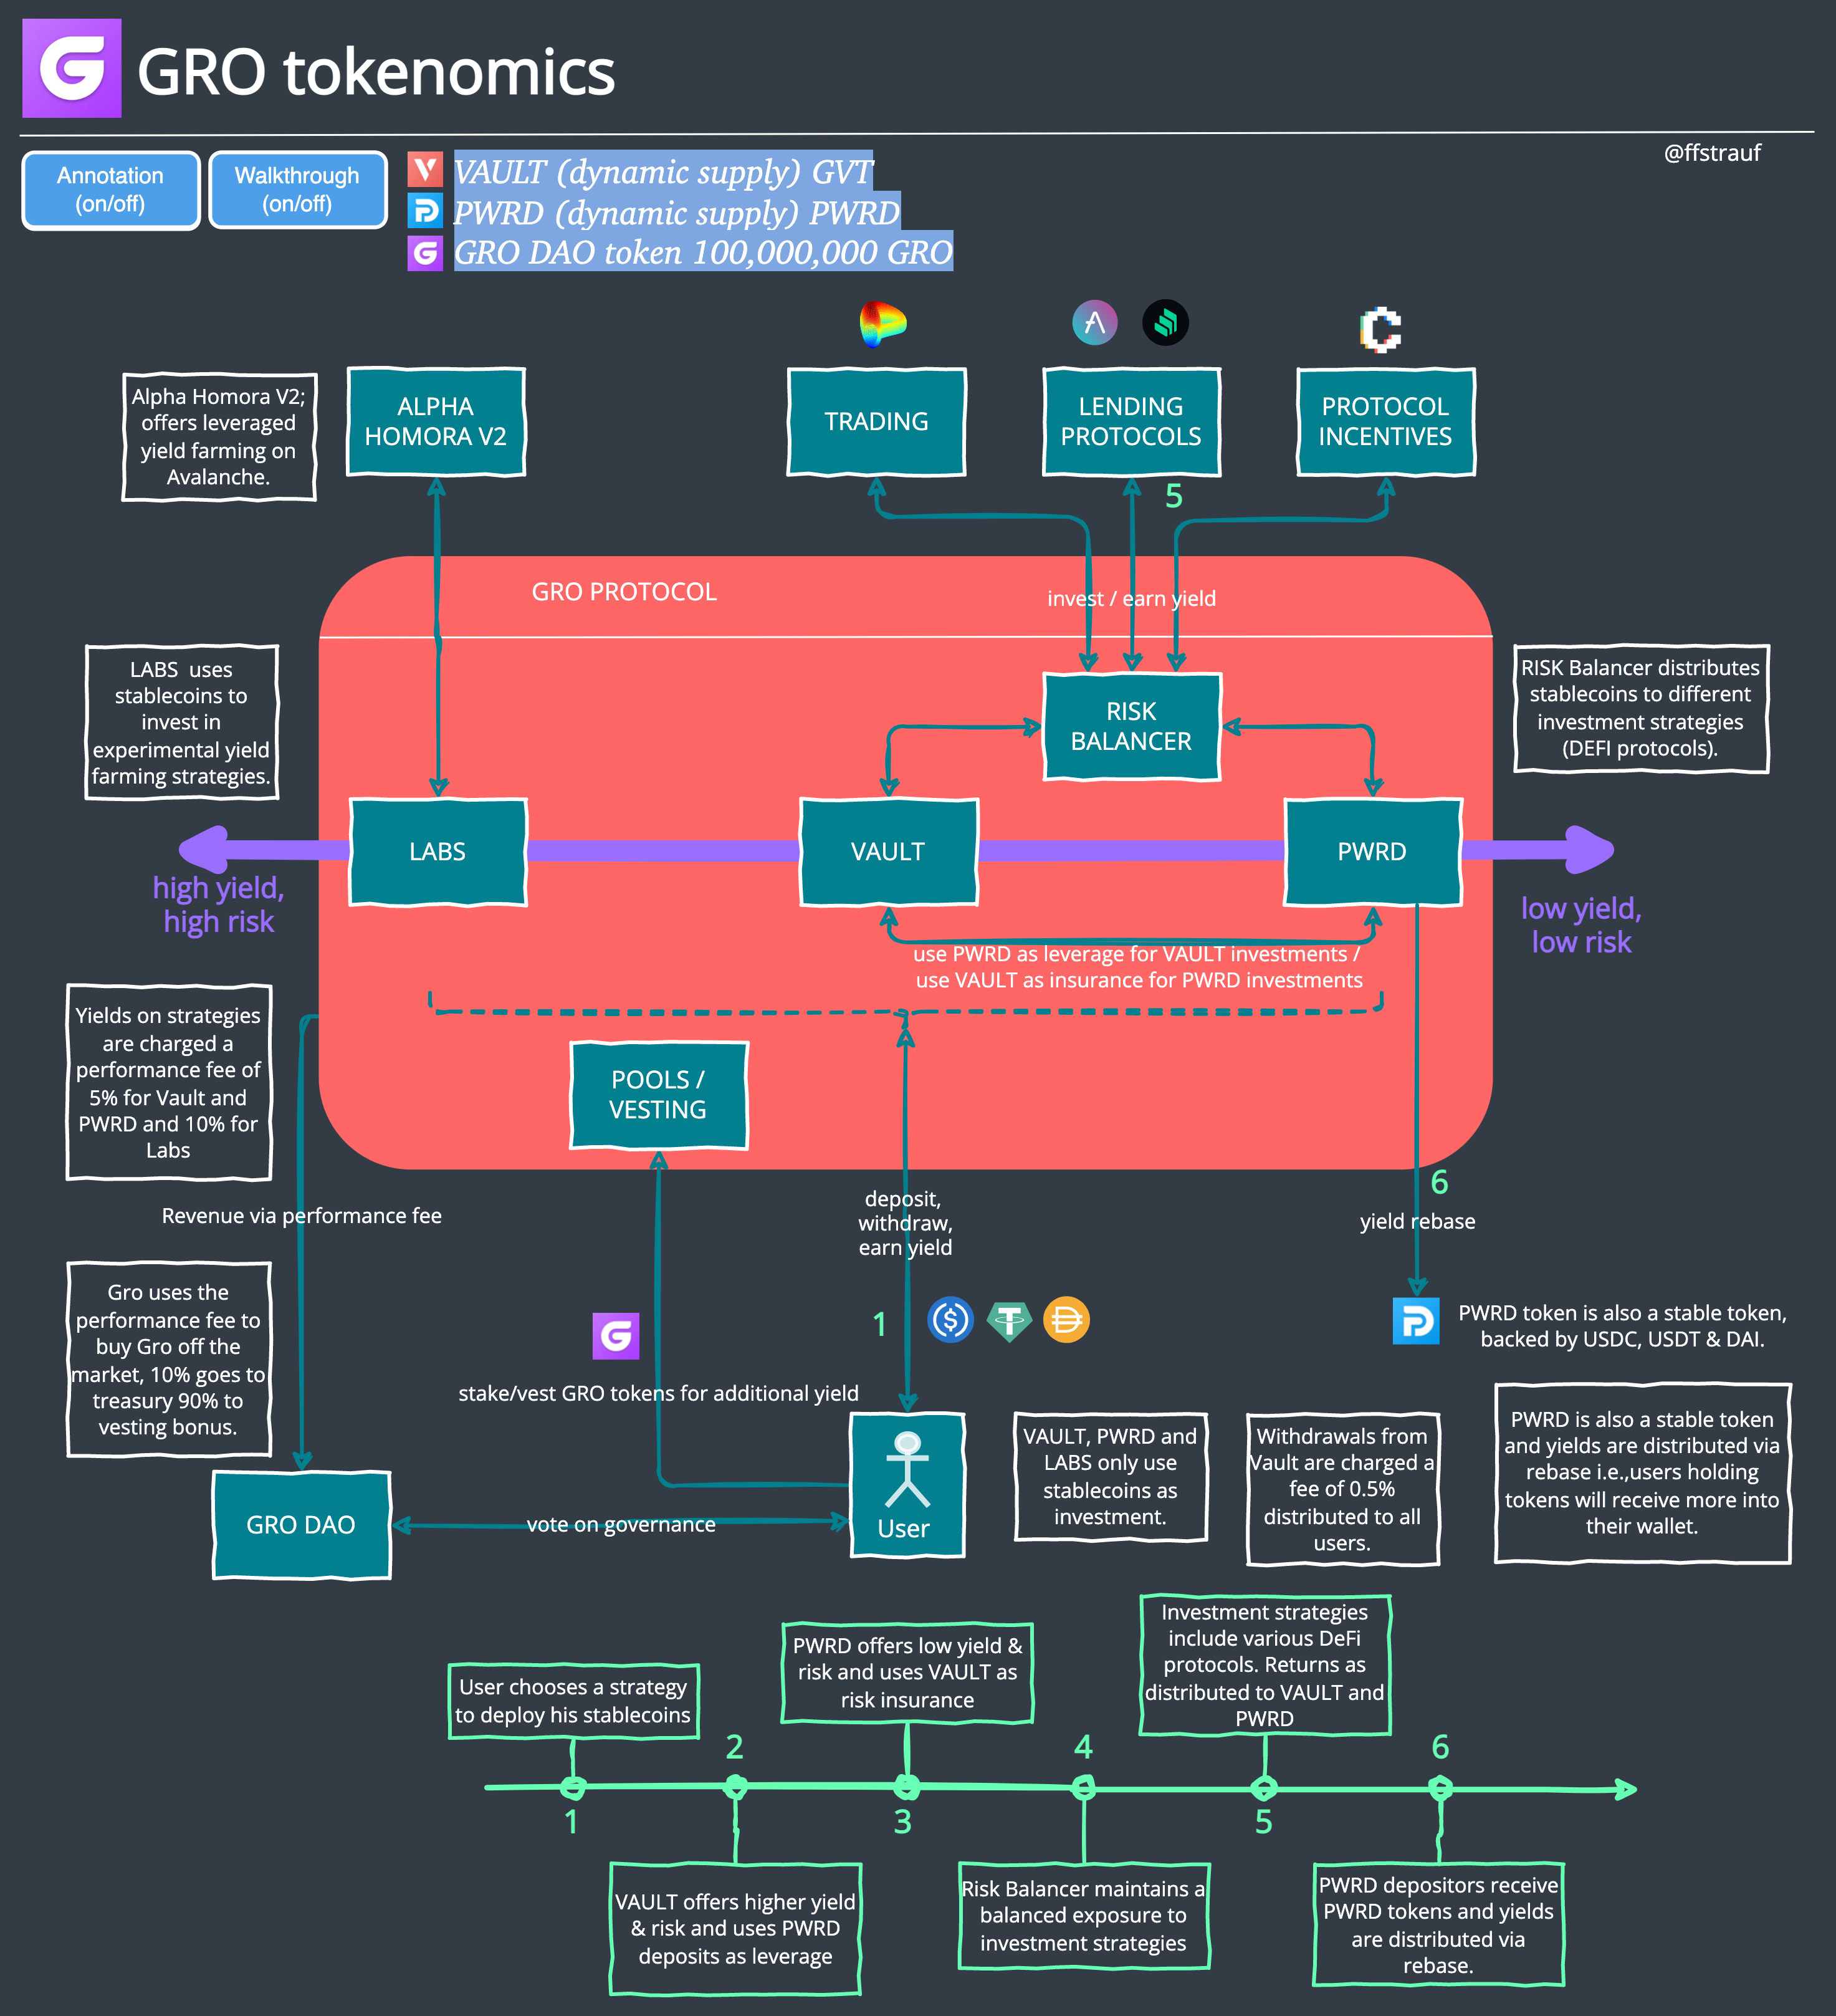 GRO tokenomics
@ffstrauf
Annotation
(on/off)
Walkthrough
(on/off)
VAULT (dynamic supply) GVT
PWRD (dynamic supply) PWRD
GRO DAO token 100,000,000 GRO
Alpha Homora V2;
offers leveraged
yield farming on
Avalanche.
ALPHA
HOMORA V2
TRADING
LENDING
PROTOCOLS
PROTOCOL
INCENTIVES
5
GRO PROTOCOL
invest / earn yield
LABS  uses
stablecoins to
invest in
experimental yield
farming strategies.
RISK
BALANCER
RISK Balancer distributes
stablecoins to different
investment strategies
(DEFI protocols).
LABS
VAULT
PWRD
high yield,
high risk
low yield,
low risk
use PWRD as leverage for VAULT investments /
use VAULT as insurance for PWRD investments
Yields on strategies
are charged a
performance fee of
5% for Vault and
PWRD and 10% for
Labs
POOLS /
VESTING
Revenue via performance fee
deposit,
withdraw,
earn yield
6
yield rebase
Gro uses the
performance fee to
buy Gro off the
market, 10% goes to
treasury 90% to
vesting bonus.
1
PWRD token is also a stable token,
backed by USDC, USDT & DAI.
stake/vest GRO tokens for additional yield
GRO DAO
vote on governance
User
VAULT, PWRD and
LABS only use
stablecoins as
investment.
Withdrawals from
Vault are charged a
fee of 0.5%
distributed to all
users.
PWRD is also a stable token
and yields are distributed via
rebase i.e.,users holding
tokens will receive more into
their wallet.
User chooses a strategy
to deploy his stablecoins
PWRD offers low yield &
risk and uses VAULT as
risk insurance
Investment strategies
include various DeFi
protocols. Returns as
distributed to VAULT and
PWRD
2
4
6
1
3
5
VAULT offers higher yield
& risk and uses PWRD
deposits as leverage
Risk Balancer maintains a
balanced exposure to
investment strategies
PWRD depositors receive
PWRD tokens and yields
are distributed via
rebase.